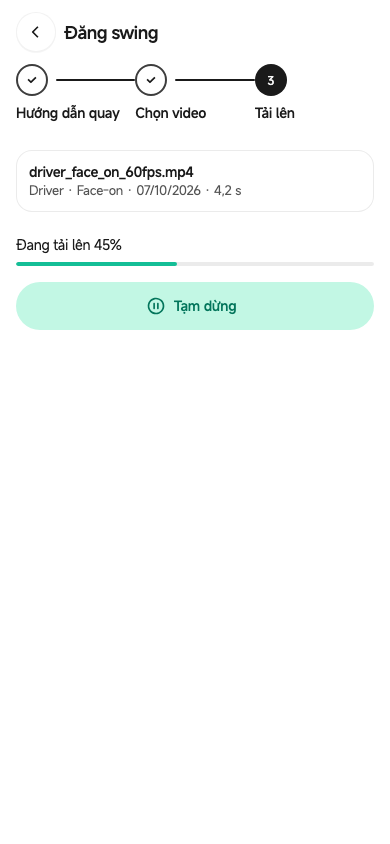 Đăng swing
3
Hướng dẫn quay
Chọn video
Tải lên
driver_face_on_60fps.mp4
Driver · Face-on · 07/10/2026 · 4,2 s
Đang tải lên 45%
Tạm dừng